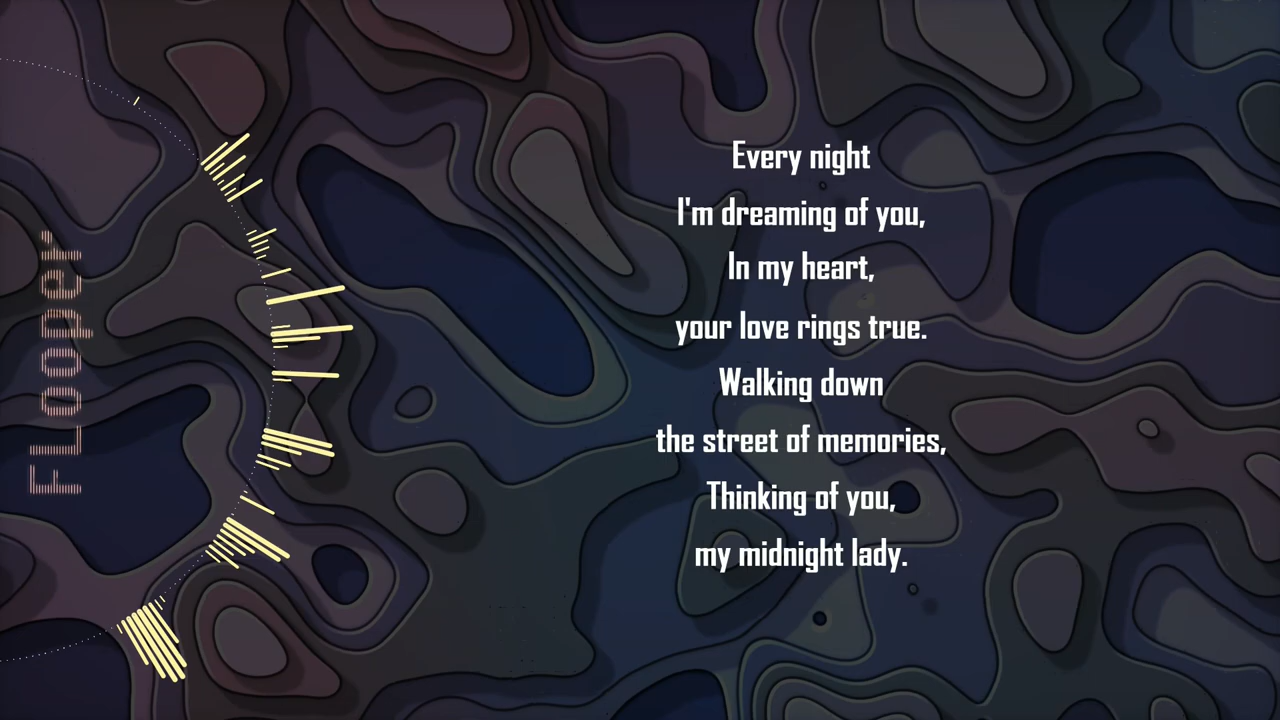 FLooper
Every night
I'm dreaming of you,
In my heart,
your love rings true.
Walking down
the street of memories,
Thinking of you,
my midnight lady.